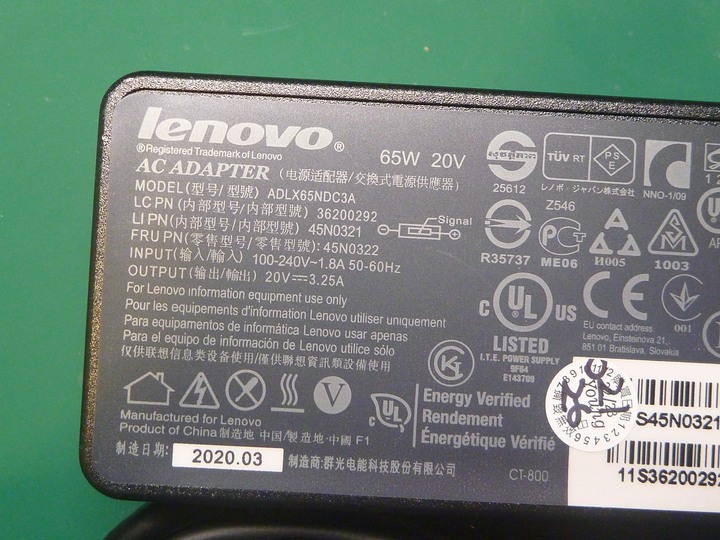 lenovo®
®Registered Trademark of Lenovo
65W 20V
AC ADAPTER (电源适配器/交換式電源供應器)
MODEL(型号/型號) ADLX65NDC3A
LC PN (内部型号/内部型號) 36200292
LI PN(内部型号/内部型號) 45N0321
FRU PN(零售型号/零售型號): 45N0322
INPUT(输入/輸入) 100-240V~1.8A 50-60Hz
OUTPUT(输出/輸出) 20V⎓3.25A
Signal
For Lenovo information equipment use only
Pour les équipements d'information Lenovo utiliser uniquement
Para equipamentos de informática Lenovo usar apenas
Para el equipo de información de Lenovo utilice sólo
仅供联想信息类设备使用/僅供聯想資訊類設備使用
V
Manufactured for Lenovo
Product of China 制造地 中国/製造地 中國 F1
制造日期:
2020.03
制造商:群光电能科技股份有限公司
25612
TÜV RT
PSE
レノボ・ジャパン株式会社
NNO-1/09
Z546
R35737
ME06
И005
1003
c UL US
LISTED
I.T.E. POWER SUPPLY
9F64
E143709
CE
EU contact address:
Lenovo, Einsteinova 21,
851 01 Bratislava, Slovakia
001
c UL
Energy Verified
Rendement
Énergétique Vérifié
CT-800
S45N0321
11S36200292